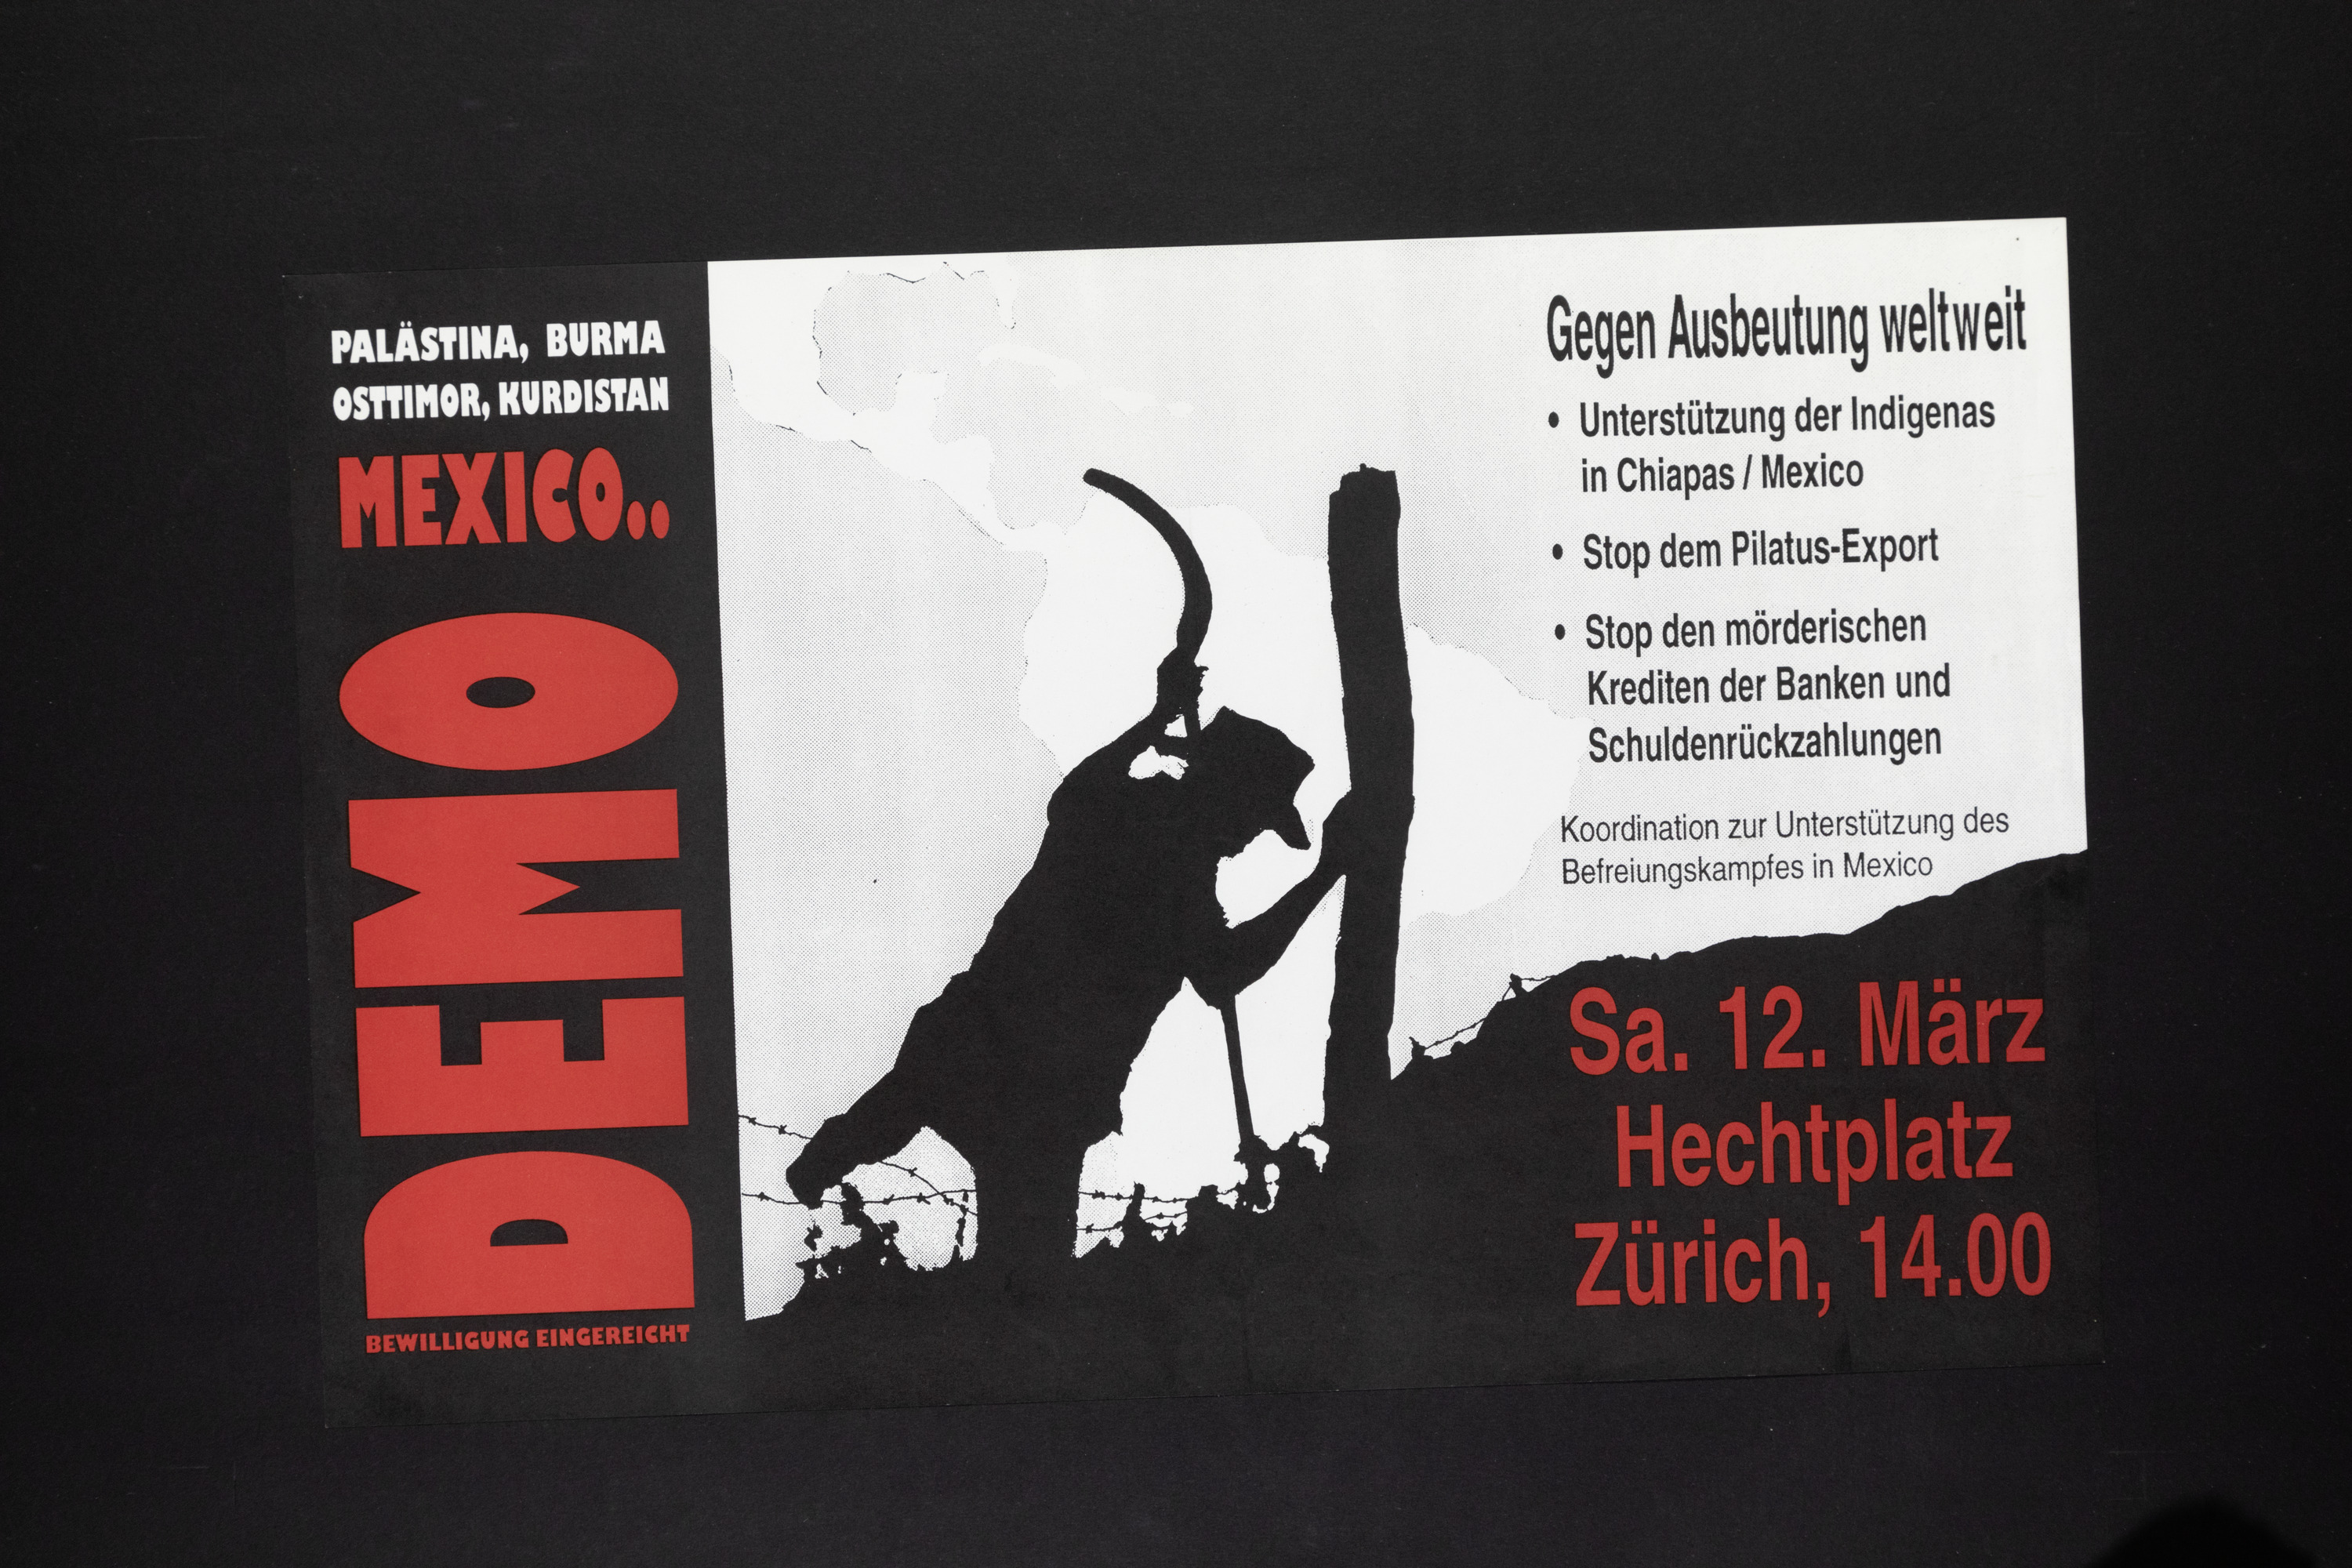 PALÄSTINA, BURMA
OSTTIMOR, KURDISTAN
MEXICO..
DEMO
BEWILLIGUNG EINGEREICHT
Gegen Ausbeutung weltweit
• Unterstützung der Indigenas
in Chiapas / Mexico
• Stop dem Pilatus-Export
• Stop den mörderischen
Krediten der Banken und
Schuldenrückzahlungen
Koordination zur Unterstützung des
Befreiungskampfes in Mexico
Sa. 12. März
Hechtplatz
Zürich, 14.00